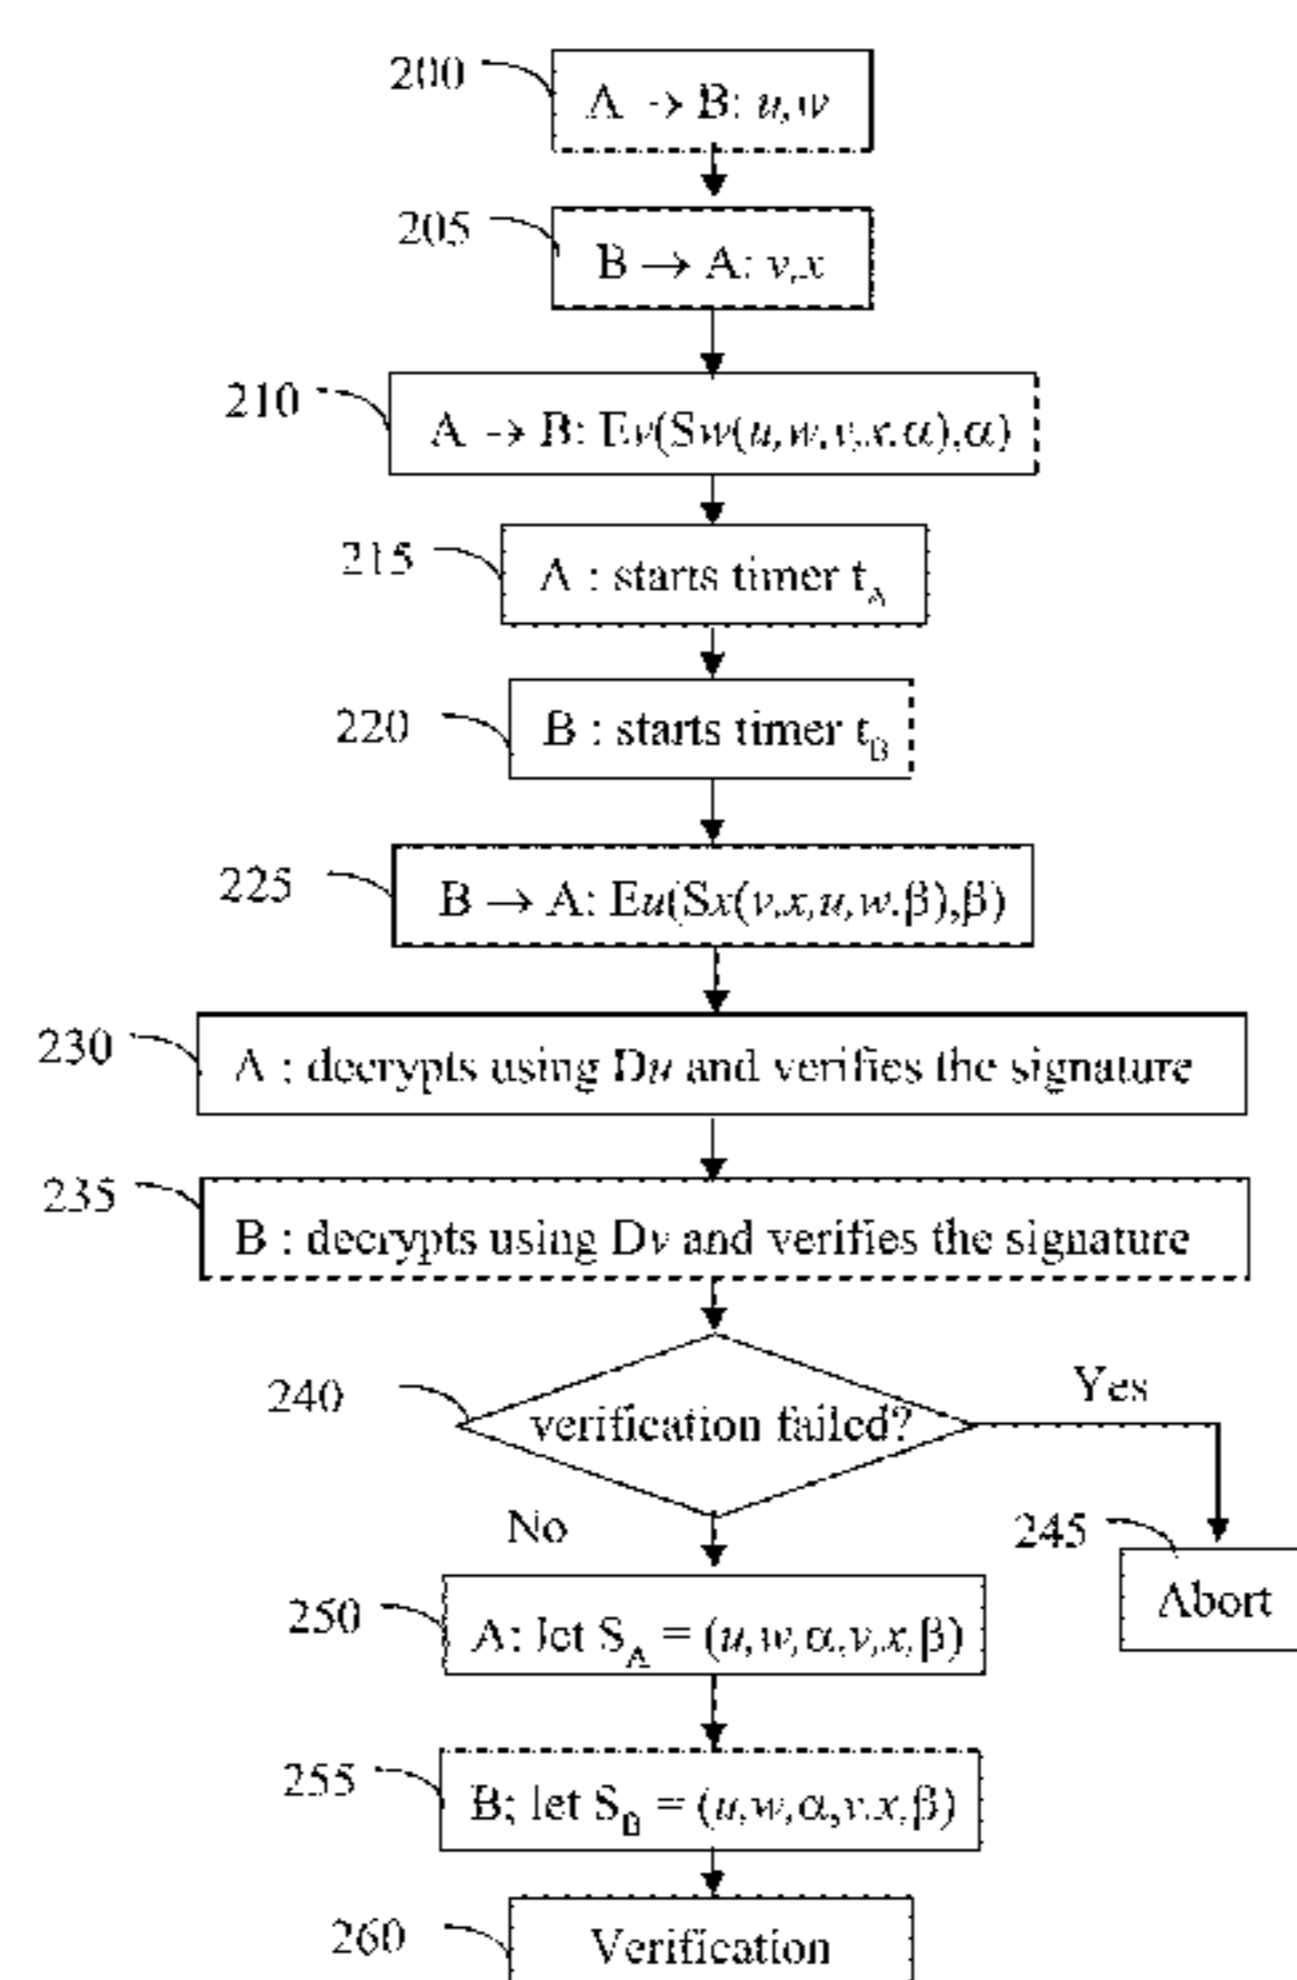 200
A → B: u,w
205
B → A: v,x
210
A → B: Ev(Sw(u,w,v,x,α),α)
215
A : starts timer tA
220
B : starts timer tB
225
B → A: Eu(Sx(v,x,u,w,β),β)
230
A : decrypts using Du and verifies the signature
235
B : decrypts using Dv and verifies the signature
240
verification failed?
Yes
No
245
Abort
250
A: let SA = (u,w,α,v,x,β)
255
B; let SB = (u,w,α,v,x,β)
260
Verification